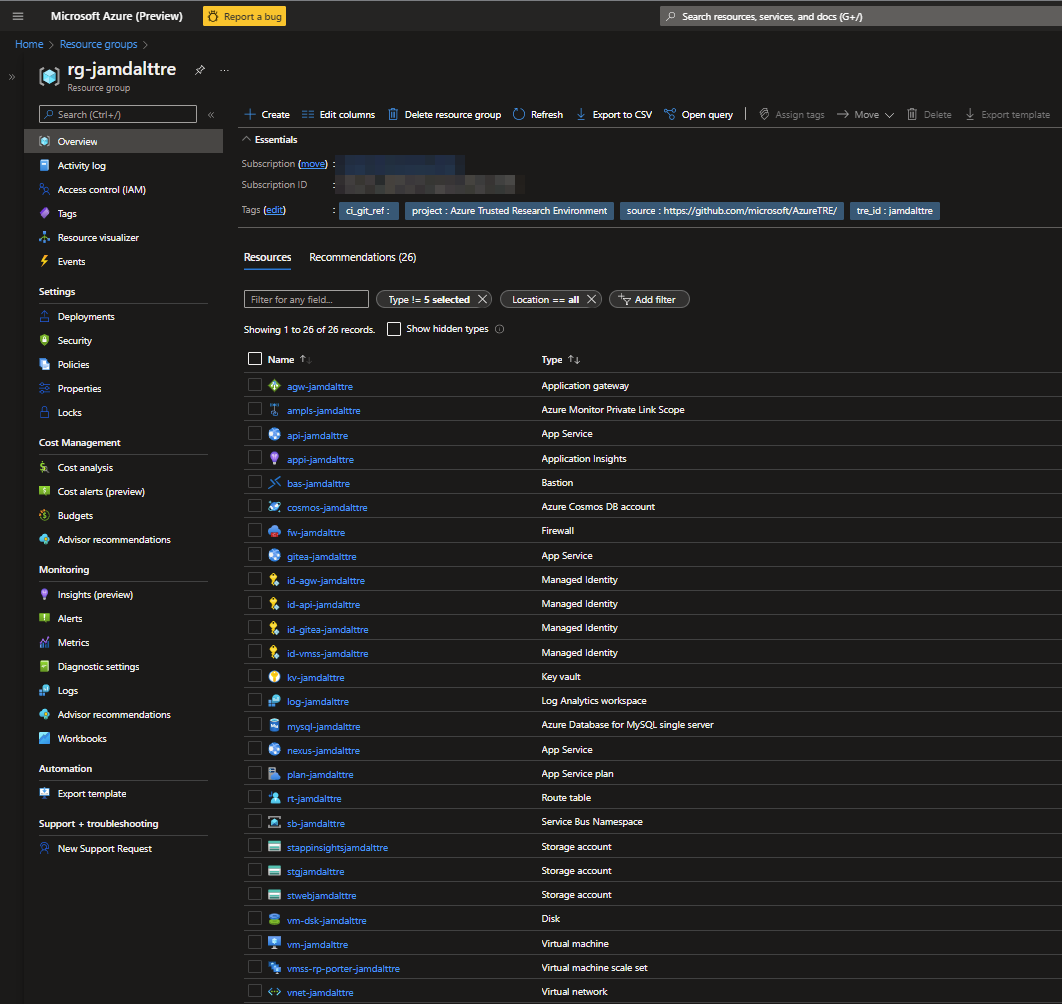 Microsoft Azure (Preview)
Report a bug
Search resources, services, and docs (G+/)
Home
Resource groups
rg-jamdalttre
Resource group
Search (Ctrl+/)
Overview
Activity log
Access control (IAM)
Tags
Resource visualizer
Events
Settings
Deployments
Security
Policies
Properties
Locks
Cost Management
Cost analysis
Cost alerts (preview)
Budgets
Advisor recommendations
Monitoring
Insights (preview)
Alerts
Metrics
Diagnostic settings
Logs
Advisor recommendations
Workbooks
Automation
Export template
Support + troubleshooting
New Support Request
Create Edit columns Delete resource group Refresh Export to CSV Open query Assign tags Move Delete Export template
Essentials
Subscription (move) :
Subscription ID :
Tags (edit) : ci_git_ref : project : Azure Trusted Research Environment source : https://github.com/microsoft/AzureTRE/ tre_id : jamdalttre
Resources Recommendations (26)
Filter for any field... Type != 5 selected Location == all Add filter
Showing 1 to 26 of 26 records. Show hidden types
Name Type
agw-jamdalttre Application gateway
ampls-jamdalttre Azure Monitor Private Link Scope
api-jamdalttre App Service
appi-jamdalttre Application Insights
bas-jamdalttre Bastion
cosmos-jamdalttre Azure Cosmos DB account
fw-jamdalttre Firewall
gitea-jamdalttre App Service
id-agw-jamdalttre Managed Identity
id-api-jamdalttre Managed Identity
id-gitea-jamdalttre Managed Identity
id-vmss-jamdalttre Managed Identity
kv-jamdalttre Key vault
log-jamdalttre Log Analytics workspace
mysql-jamdalttre Azure Database for MySQL single server
nexus-jamdalttre App Service
plan-jamdalttre App Service plan
rt-jamdalttre Route table
sb-jamdalttre Service Bus Namespace
stappinsightsjamdalttre Storage account
stgjamdalttre Storage account
stwebjamdalttre Storage account
vm-dsk-jamdalttre Disk
vm-jamdalttre Virtual machine
vmss-rp-porter-jamdalttre Virtual machine scale set
vnet-jamdalttre Virtual network